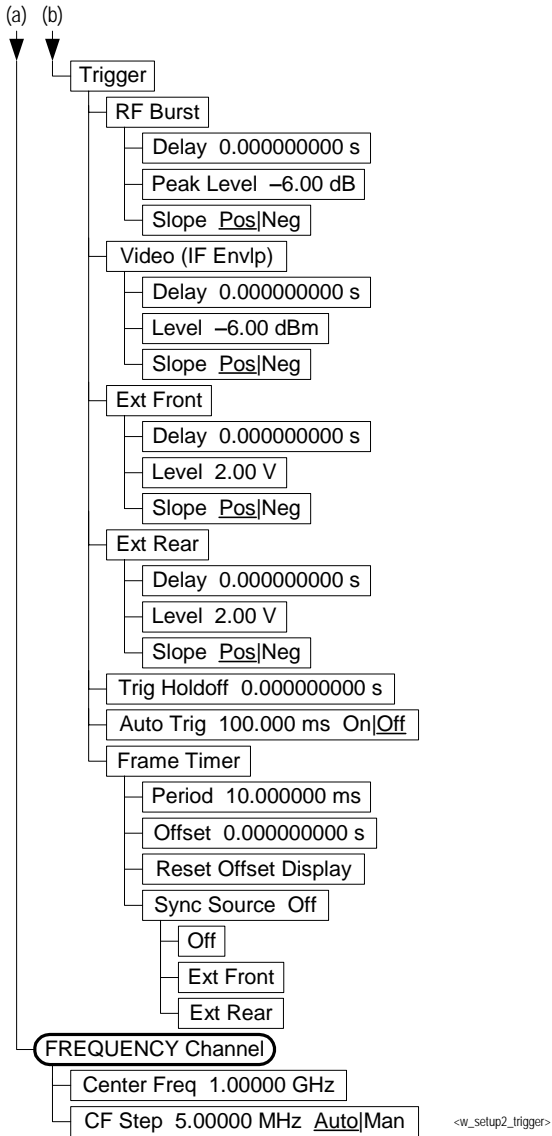 (a) (b)
Trigger
RF Burst
Delay 0.000000000 s
Peak Level –6.00 dB
Slope Pos|Neg
Video (IF Envlp)
Delay 0.000000000 s
Level –6.00 dBm
Slope Pos|Neg
Ext Front
Delay 0.000000000 s
Level 2.00 V
Slope Pos|Neg
Ext Rear
Delay 0.000000000 s
Level 2.00 V
Slope Pos|Neg
Trig Holdoff 0.000000000 s
Auto Trig 100.000 ms On|Off
Frame Timer
Period 10.000000 ms
Offset 0.000000000 s
Reset Offset Display
Sync Source Off
Off
Ext Front
Ext Rear
FREQUENCY Channel
Center Freq 1.00000 GHz
CF Step 5.00000 MHz Auto|Man <w_setup2_trigger>